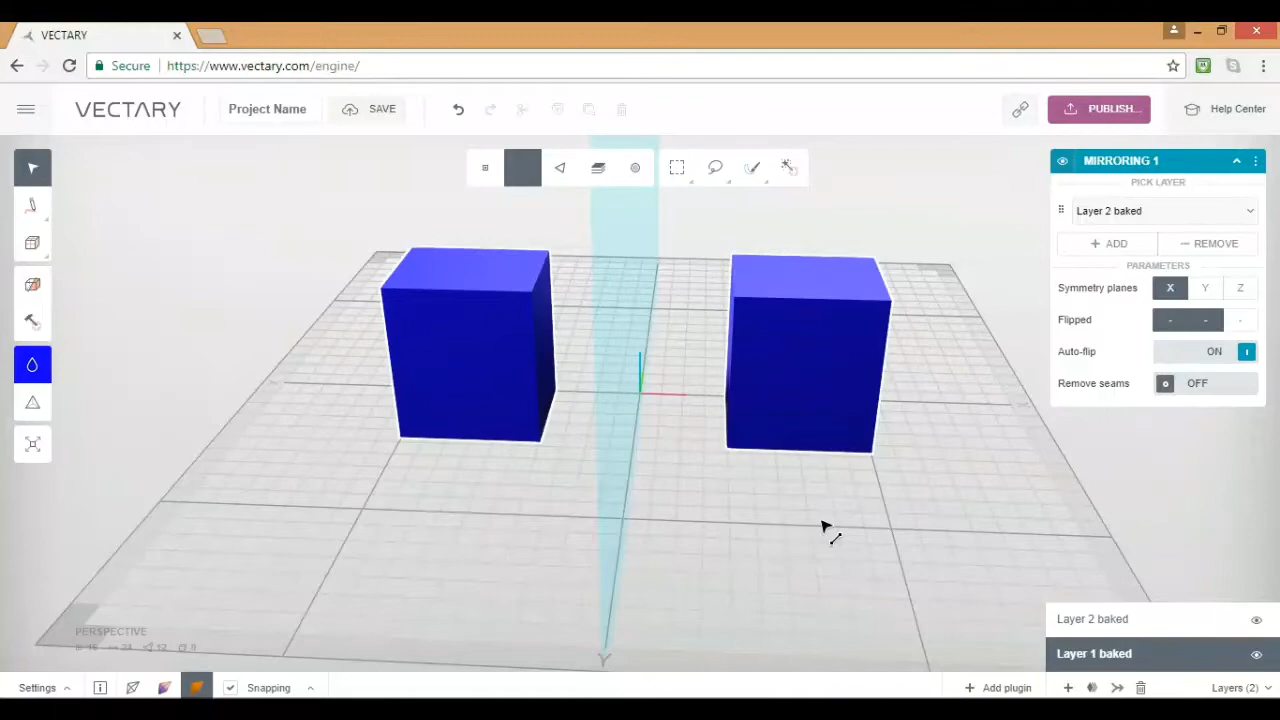 VECTARY
Secure https://www.vectary.com/engine/
VECTARY
Project Name
SAVE
PUBLISH...
Help Center
MIRRORING 1
PICK LAYER
Layer 2 baked
ADD
REMOVE
PARAMETERS
Symmetry planes X Y Z
Flipped - - -
Auto-flip ON
Remove seams OFF
Y
PERSPECTIVE
Layer 2 baked
Layer 1 baked
Settings
Snapping
Add plugin
Layers (2)